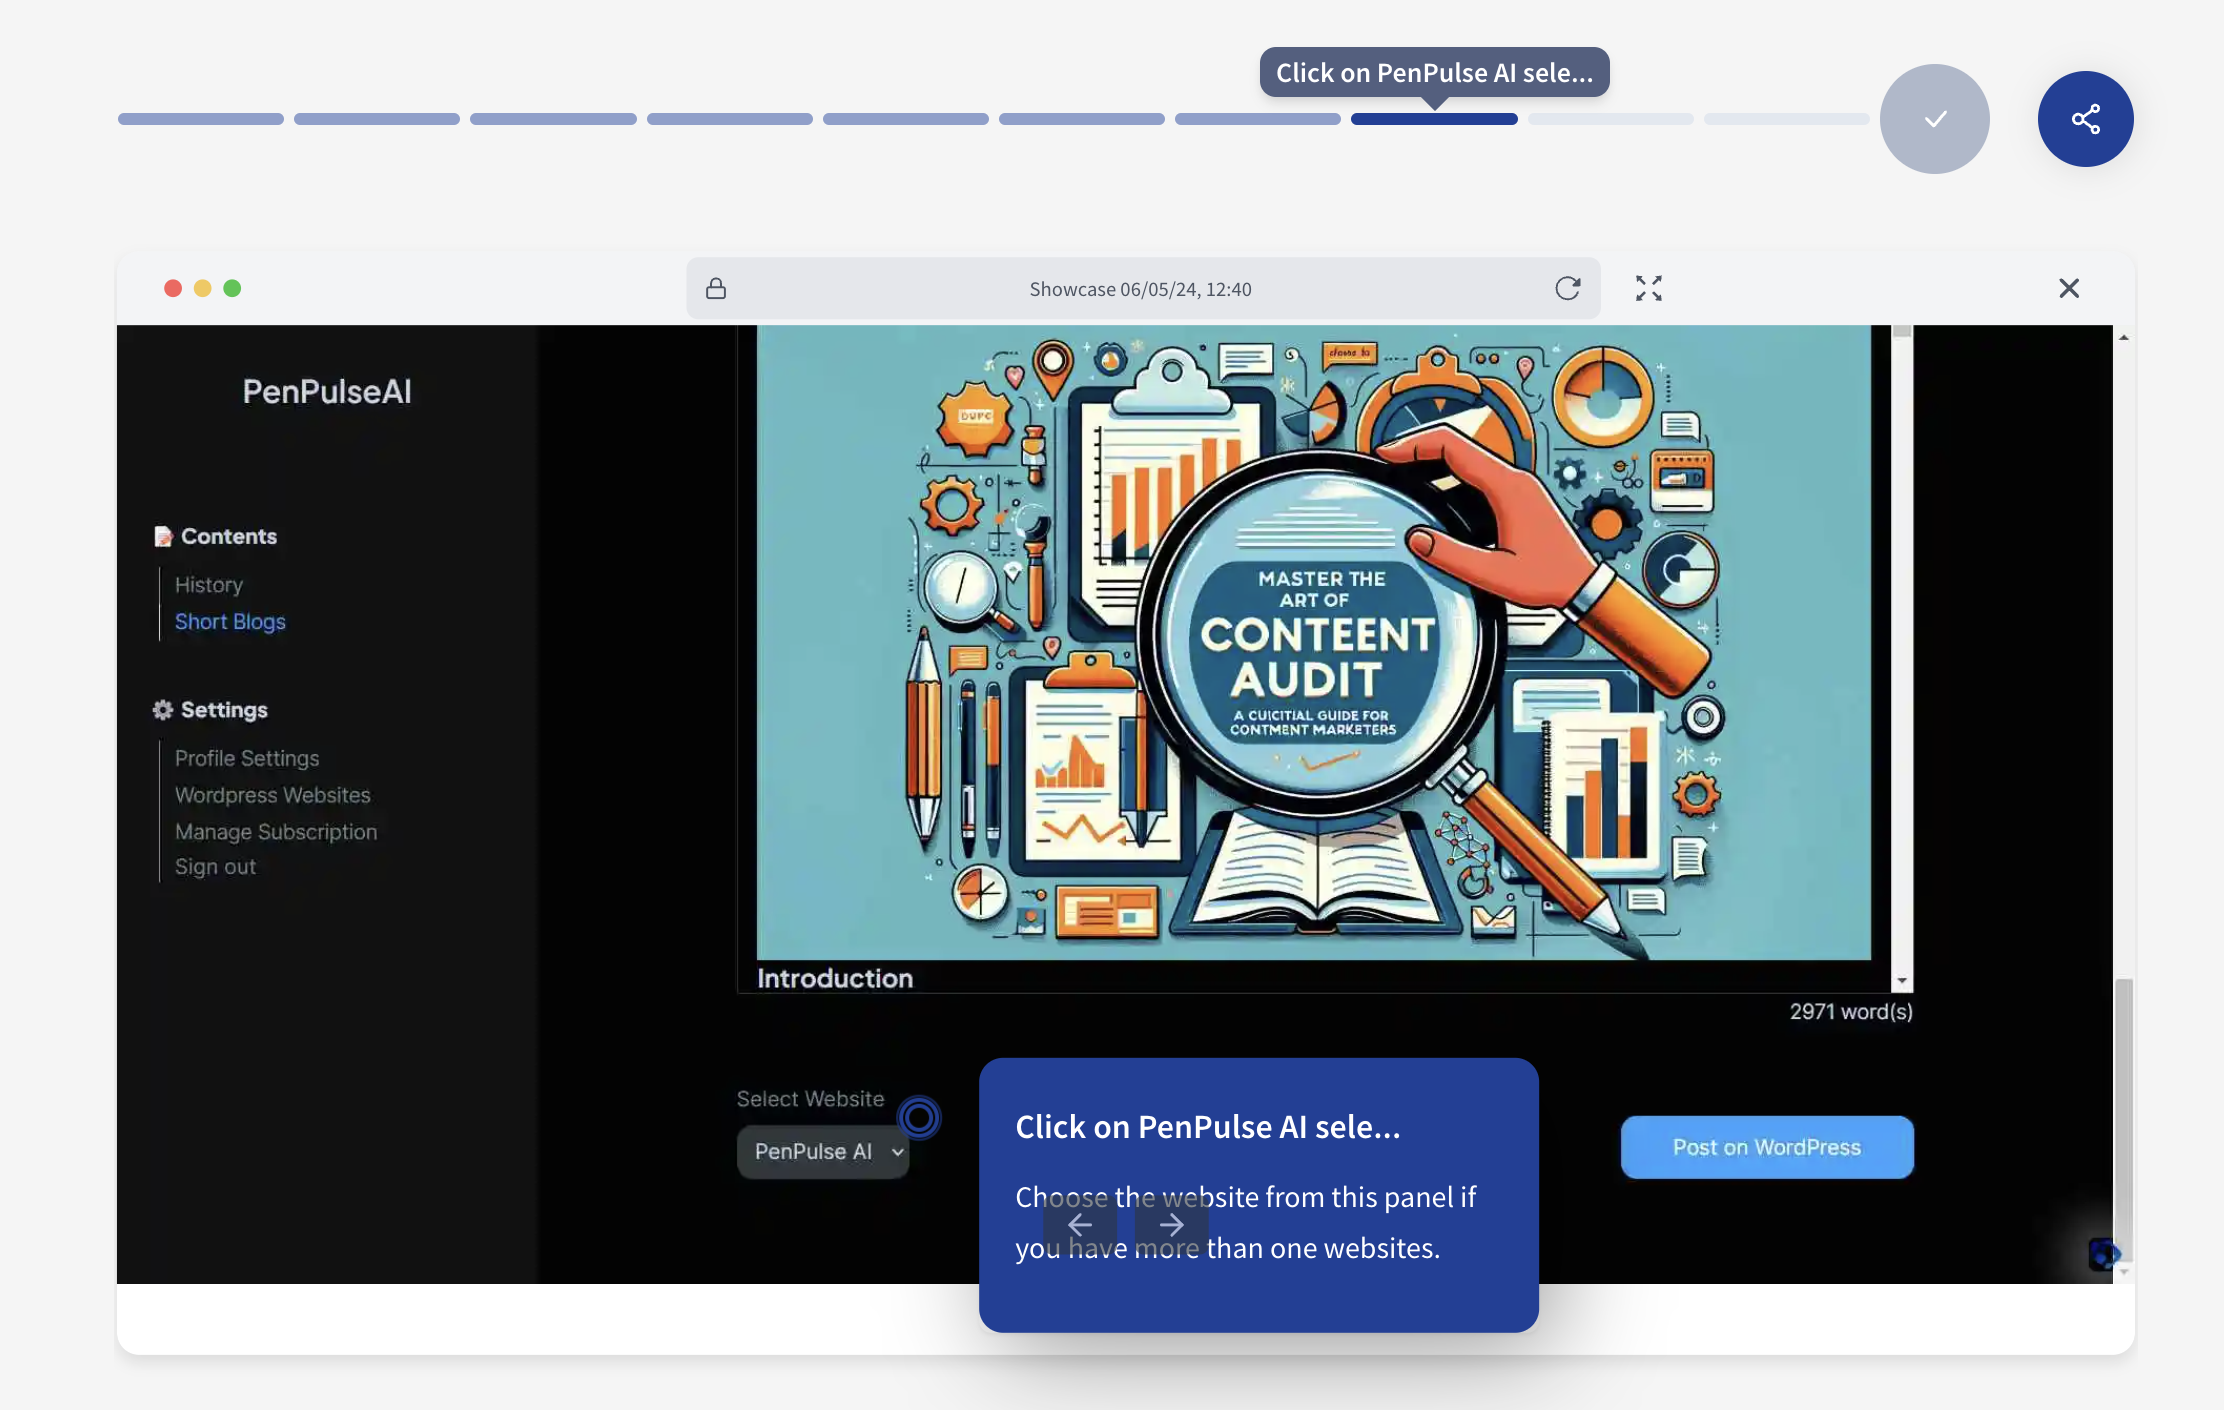 Click on PenPulse AI sele...
Showcase 06/05/24, 12:40
PenPulseAI
Contents
History
Short Blogs
Settings
Profile Settings
Wordpress Websites
Manage Subscription
Sign out
MASTER THE
ART OF
CONTEENT
AUDIT
A CUICITIAL GUIDE FOR
CONTMENT MARKETERS
Introduction
2971 word(s)
Select Website
PenPulse AI
Click on PenPulse AI sele...
Choose the website from this panel if
you have more than one websites.
Post on WordPress